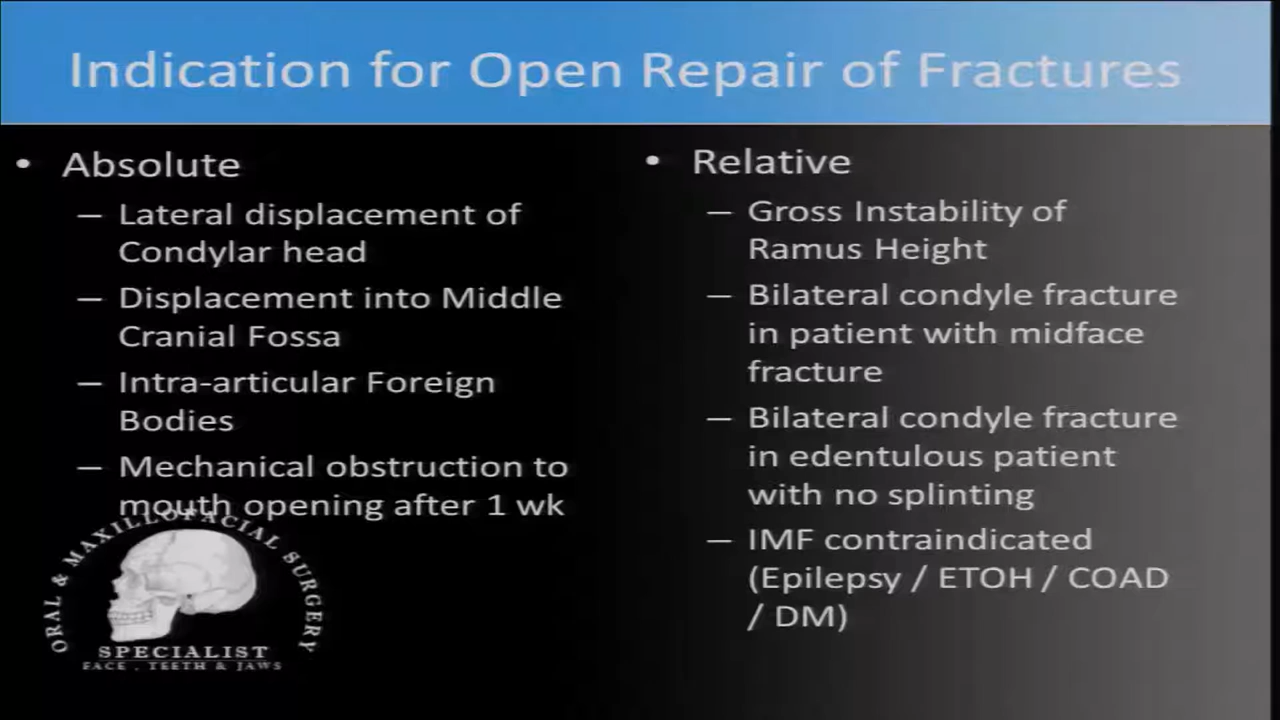 Indication for Open Repair of Fractures
• Absolute
– Lateral displacement of
Condylar head
– Displacement into Middle
Cranial Fossa
– Intra-articular Foreign
Bodies
– Mechanical obstruction to
mouth opening after 1 wk
• Relative
– Gross Instability of
Ramus Height
– Bilateral condyle fracture
in patient with midface
fracture
– Bilateral condyle fracture
in edentulous patient
with no splinting
– IMF contraindicated
(Epilepsy / ETOH / COAD
/ DM)
ORAL & MAXILLOFACIAL SURGERY
SPECIALIST
FACE , TEETH & JAWS